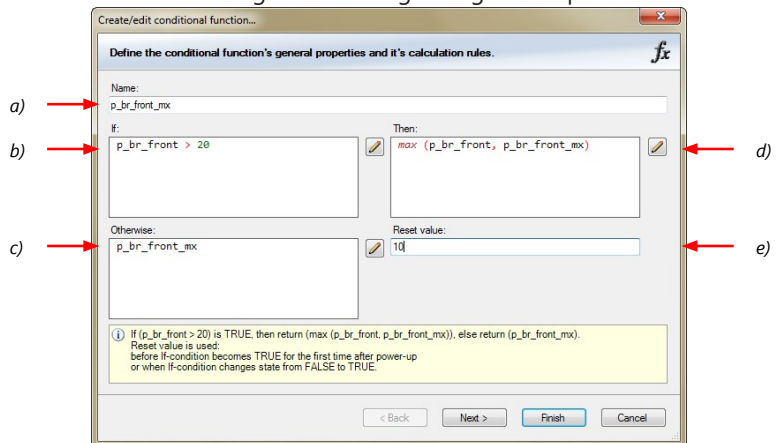 Create/edit conditional function...
Define the conditional function's general properties and it's calculation rules.
fx
Name:
a)
p_br_front_mx
If:
Then:
b)
p_br_front > 20
max (p_br_front, p_br_front_mx)
d)
Otherwise:
Reset value:
c)
p_br_front_mx
10
e)
If (p_br_front > 20) is TRUE, then return (max (p_br_front, p_br_front_mx)), else return (p_br_front_mx).
Reset value is used:
before If-condition becomes TRUE for the first time after power-up
or when If-condition changes state from FALSE to TRUE.
< Back
Next >
Finish
Cancel